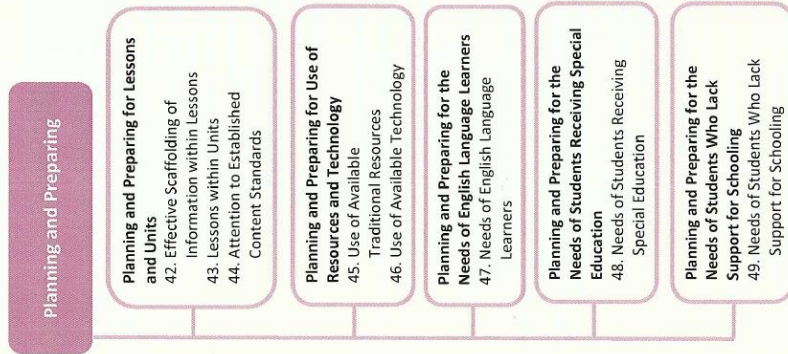 Planning and Preparing
Planning and Preparing for Lessons
and Units
42. Effective Scaffolding of
Information within Lessons
43. Lessons within Units
44. Attention to Established
Content Standards
Planning and Preparing for Use of
Resources and Technology
45. Use of Available
Traditional Resources
46. Use of Available Technology
Planning and Preparing for the
Needs of English Language Learners
47. Needs of English Language
Learners
Planning and Preparing for the
Needs of Students Receiving Special
Education
48. Needs of Students Receiving
Special Education
Planning and Preparing for the
Needs of Students Who Lack
Support for Schooling
49. Needs of Students Who Lack
Support for Schooling